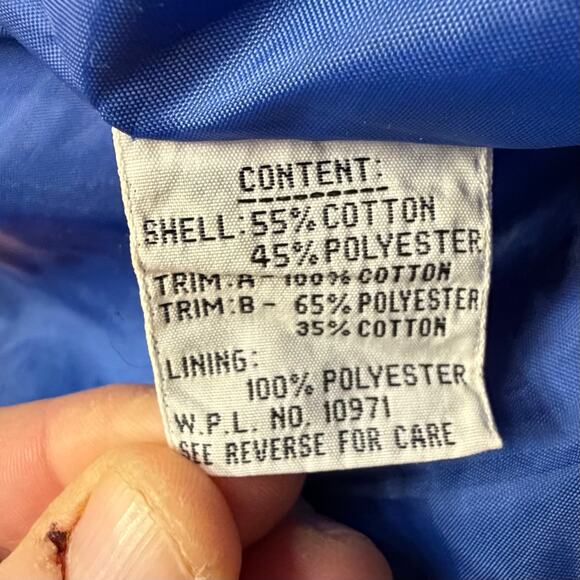 CONTENT:
SHELL: 55% COTTON
45% POLYESTER
TRIM:A- 100% COTTON
TRIM:B- 65% POLYESTER
35% COTTON
LINING:
100% POLYESTER
W.P.L. NO. 10971
SEE REVERSE FOR CARE